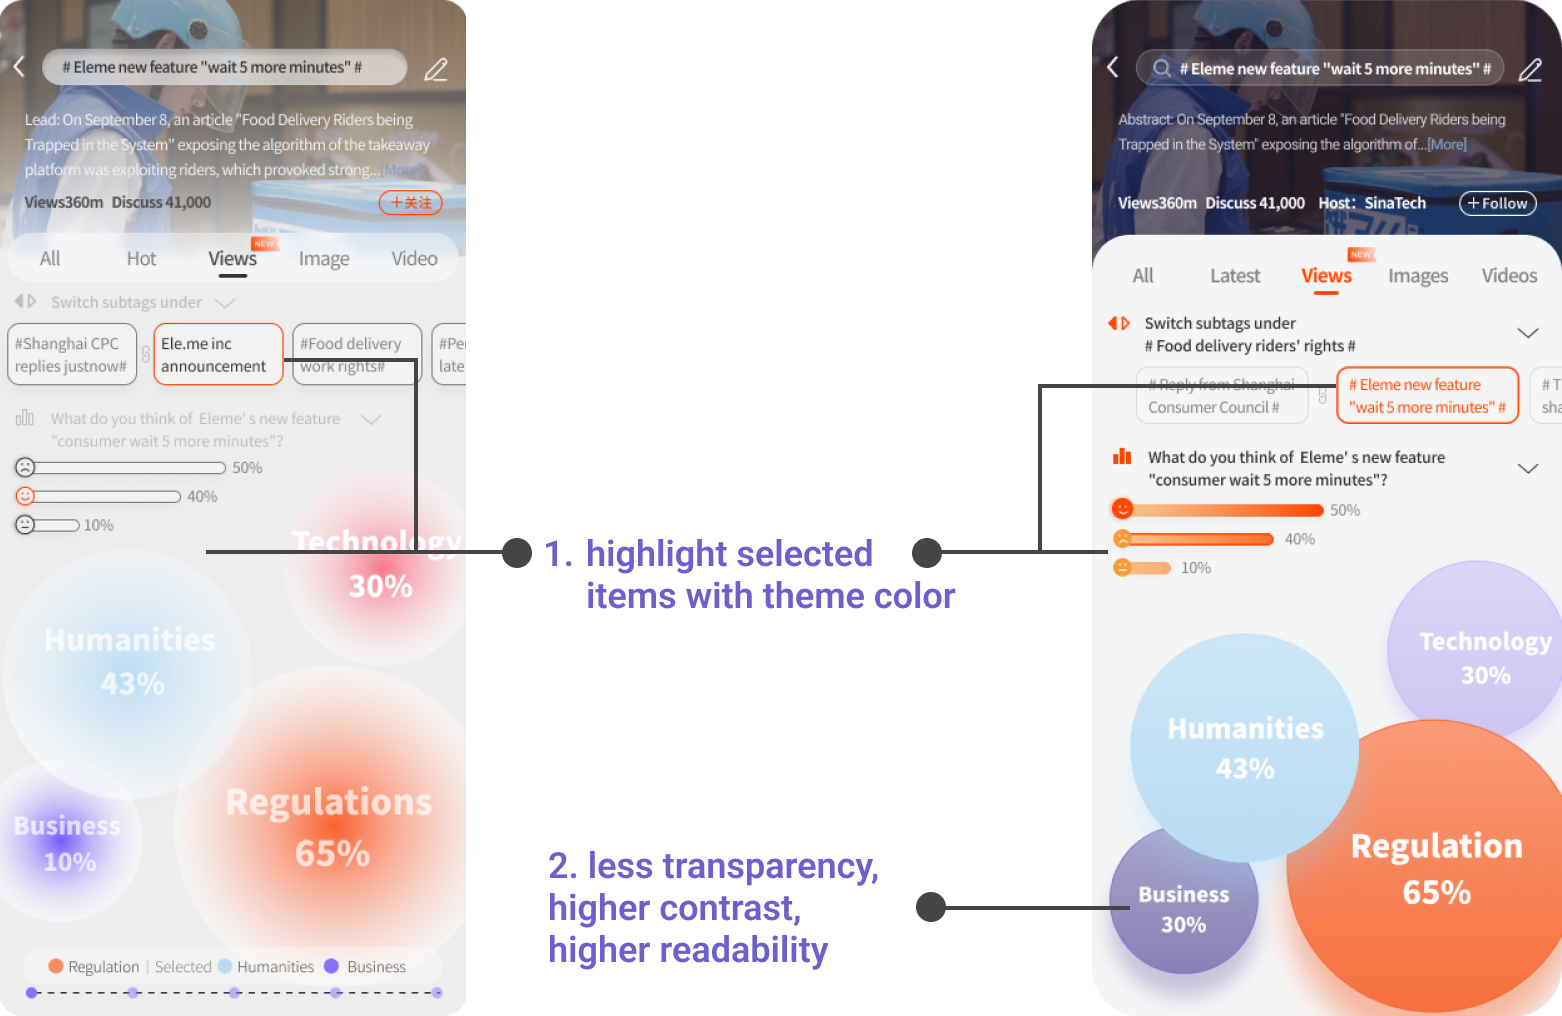 # Eleme new feature "wait 5 more minutes" #
Lead: On September 8, an article "Food Delivery Riders being
Trapped in the System" exposing the algorithm of the takeaway
platform was exploiting riders, which provoked strong...[More]
Views360m Discuss 41,000
+关注
NEW
All Hot Views Image Video
Switch subtags under
#Shanghai CPC
replies justnow#
Ele.me inc
announcement
#Food delivery
work rights#
#Pe
late
What do you think of Eleme' s new feature
"consumer wait 5 more minutes"?
50%
40%
10%
Technology
30%
Humanities
43%
Regulations
65%
Business
10%
Regulation | Selected Humanities Business
1. highlight selected
items with theme color
2. less transparency,
higher contrast,
higher readability
# Eleme new feature "wait 5 more minutes" #
Abstract: On September 8, an article "Food Delivery Riders being
Trapped in the System" exposing the algorithm of...[More]
Views360m Discuss 41,000 Host: SinaTech
+Follow
NEW
All Latest Views Images Videos
Switch subtags under
# Food delivery riders' rights #
# Reply from Shanghai
Consumer Council #
# Eleme new feature
"wait 5 more minutes" #
# T
sha
What do you think of Eleme' s new feature
"consumer wait 5 more minutes"?
50%
40%
10%
Technology
30%
Humanities
43%
Regulation
65%
Business
30%